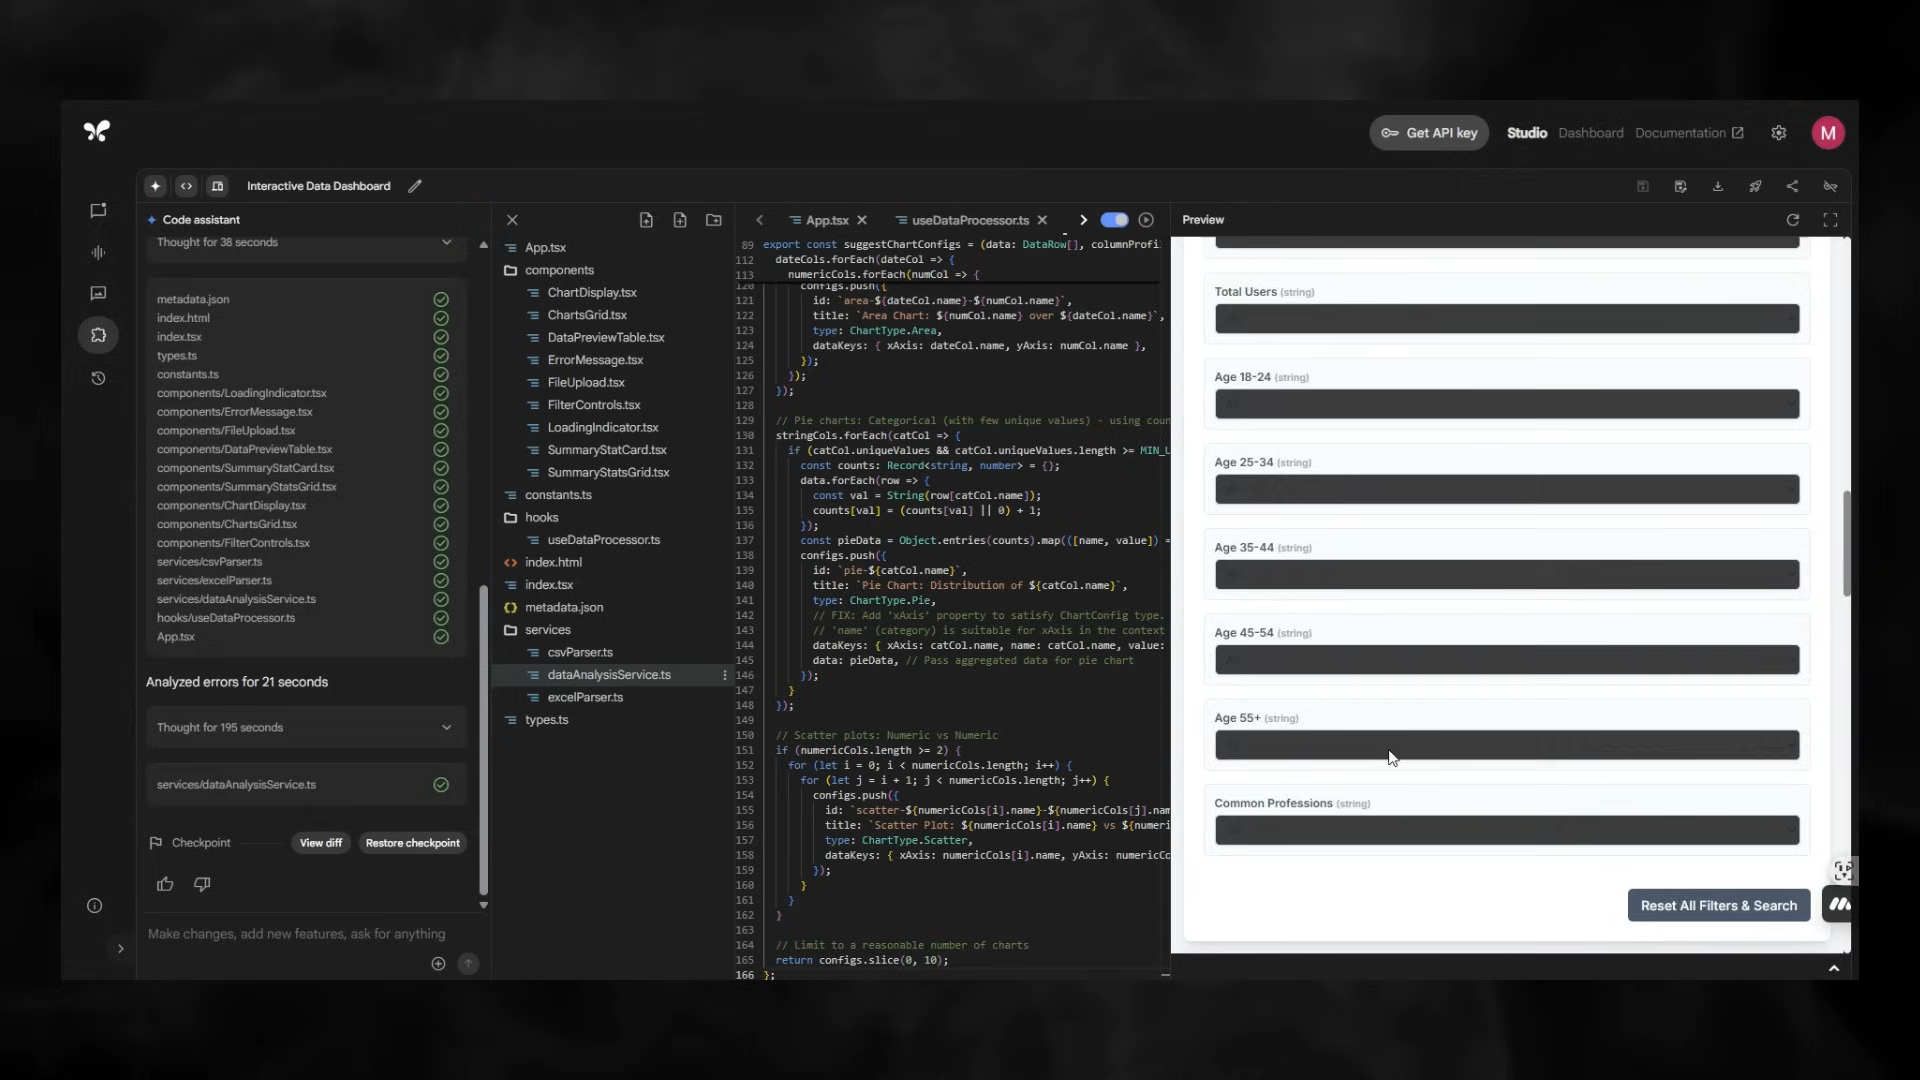 Get API key
Studio
Dashboard
Documentation
M
Interactive Data Dashboard
Code assistant
Thought for 38 seconds
metadata.json
index.html
index.tsx
types.ts
constants.ts
components/LoadingIndicator.tsx
components/ErrorMessage.tsx
components/FileUpload.tsx
components/DataPreviewTable.tsx
components/SummaryStatCard.tsx
components/SummaryStatsGrid.tsx
components/ChartDisplay.tsx
components/ChartsGrid.tsx
components/FilterControls.tsx
services/csvParser.ts
services/excelParser.ts
services/dataAnalysisService.ts
hooks/useDataProcessor.ts
App.tsx
Analyzed errors for 21 seconds
Thought for 195 seconds
services/dataAnalysisService.ts
Checkpoint
View diff
Restore checkpoint
Make changes, add new features, ask for anything
App.tsx
components
ChartDisplay.tsx
ChartsGrid.tsx
DataPreviewTable.tsx
ErrorMessage.tsx
FileUpload.tsx
FilterControls.tsx
LoadingIndicator.tsx
SummaryStatCard.tsx
SummaryStatsGrid.tsx
constants.ts
hooks
useDataProcessor.ts
index.html
index.tsx
metadata.json
services
csvParser.ts
dataAnalysisService.ts
excelParser.ts
types.ts
App.tsx
useDataProcessor.ts
89 export const suggestChartConfigs = (data: DataRow[], columnProfi
112 dateCols.forEach(dateCol => {
113 numericCols.forEach(numCol => {
120 configs.push({
121 id: `area-${dateCol.name}-${numCol.name}`,
122 title: `Area Chart: ${numCol.name} over ${dateCol.name}`,
123 type: ChartType.Area,
124 dataKeys: { xAxis: dateCol.name, yAxis: numCol.name },
125 });
126 });
127 });
128
129 // Pie charts: Categorical (with few unique values) - using coun
130 stringCols.forEach(catCol => {
131 if (catCol.uniqueValues && catCol.uniqueValues.length >= MIN_U
132 const counts: Record<string, number> = {};
133 data.forEach(row => {
134 const val = String(row[catCol.name]);
135 counts[val] = (counts[val] || 0) + 1;
136 });
137 const pieData = Object.entries(counts).map(([name, value]) =
138 configs.push({
139 id: `pie-${catCol.name}`,
140 title: `Pie Chart: Distribution of ${catCol.name}`,
141 type: ChartType.Pie,
142 // FIX: Add 'xAxis' property to satisfy ChartConfig type.
143 // 'name' (category) is suitable for xAxis in the context
144 dataKeys: { xAxis: catCol.name, name: catCol.name, value:
145 data: pieData, // Pass aggregated data for pie chart
146 });
147 }
148 });
149
150 // Scatter plots: Numeric vs Numeric
151 if (numericCols.length >= 2) {
152 for (let i = 0; i < numericCols.length; i++) {
153 for (let j = i + 1; j < numericCols.length; j++) {
154 configs.push({
155 id: `scatter-${numericCols[i].name}-${numericCols[j].nam
156 title: `Scatter Plot: ${numericCols[i].name} vs ${numeri
157 type: ChartType.Scatter,
158 dataKeys: { xAxis: numericCols[i].name, yAxis: numericCo
159 });
160 }
161 }
162 }
163
164 // Limit to a reasonable number of charts
165 return configs.slice(0, 10);
166 };
Preview
Total Users (string)
Age 18-24 (string)
Age 25-34 (string)
Age 35-44 (string)
Age 45-54 (string)
Age 55+ (string)
Common Professions (string)
Reset All Filters & Search